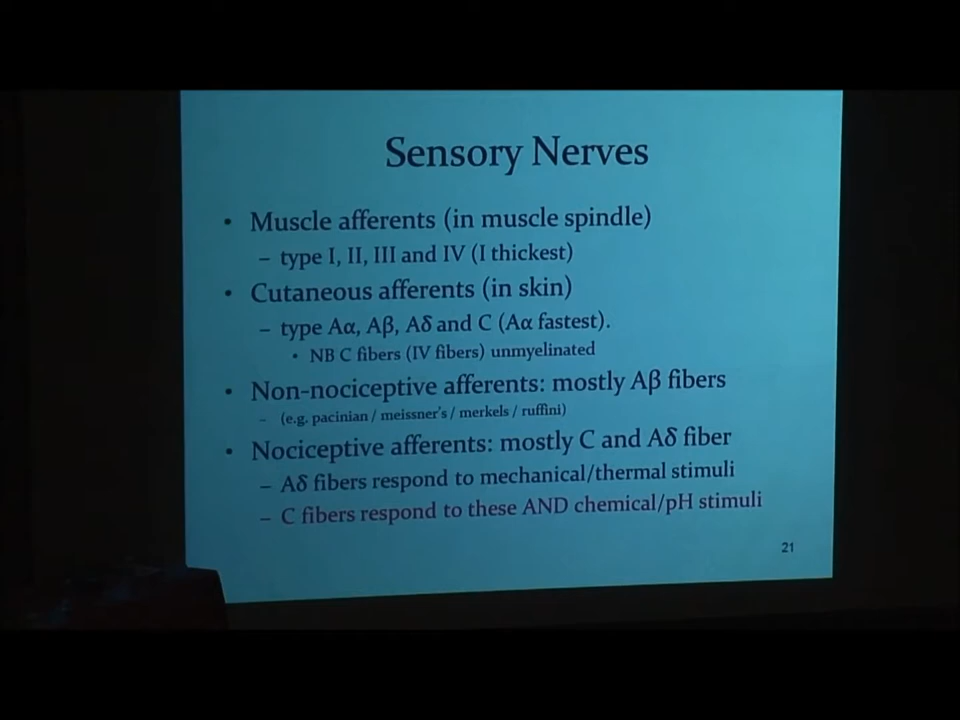 Sensory Nerves
• Muscle afferents (in muscle spindle)
– type I, II, III and IV (I thickest)
• Cutaneous afferents (in skin)
– type Aα, Aβ, Aδ and C (Aα fastest).
• NB C fibers (IV fibers) unmyelinated
• Non-nociceptive afferents: mostly Aβ fibers
– (e.g. pacinian / meissner's / merkels / ruffini)
• Nociceptive afferents: mostly C and Aδ fiber
– Aδ fibers respond to mechanical/thermal stimuli
– C fibers respond to these AND chemical/pH stimuli
21